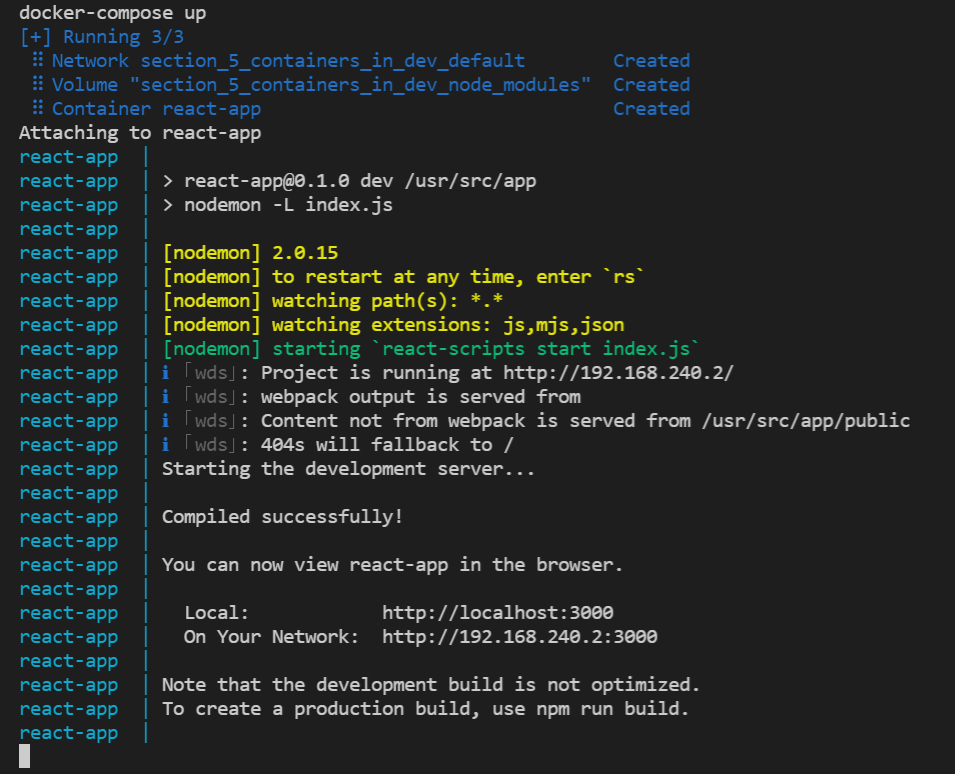 docker-compose up
[+] Running 3/3
⠿ Network section_5_containers_in_dev_default Created
⠿ Volume "section_5_containers_in_dev_node_modules" Created
⠿ Container react-app Created
Attaching to react-app
react-app |
react-app | > react-app@0.1.0 dev /usr/src/app
react-app | > nodemon -L index.js
react-app |
react-app | [nodemon] 2.0.15
react-app | [nodemon] to restart at any time, enter `rs`
react-app | [nodemon] watching path(s): *.*
react-app | [nodemon] watching extensions: js,mjs,json
react-app | [nodemon] starting `react-scripts start index.js`
react-app | ℹ ｢wds｣: Project is running at http://192.168.240.2/
react-app | ℹ ｢wds｣: webpack output is served from
react-app | ℹ ｢wds｣: Content not from webpack is served from /usr/src/app/public
react-app | ℹ ｢wds｣: 404s will fallback to /
react-app | Starting the development server...
react-app |
react-app | Compiled successfully!
react-app |
react-app | You can now view react-app in the browser.
react-app |
react-app | Local: http://localhost:3000
react-app | On Your Network: http://192.168.240.2:3000
react-app |
react-app | Note that the development build is not optimized.
react-app | To create a production build, use npm run build.
react-app |